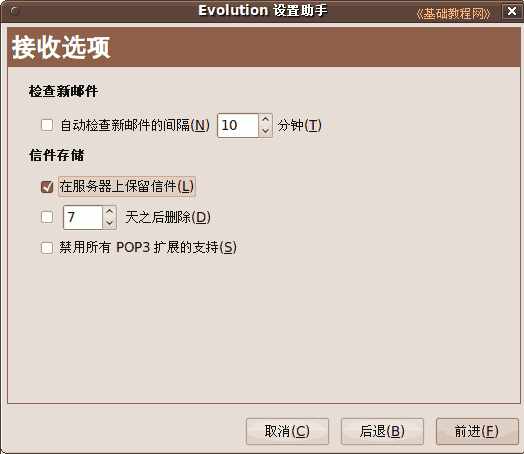 Evolution 设置助手
《基础教程网》
接收选项
检查新邮件
自动检查新邮件的间隔(N) 10 分钟(T)
信件存储
在服务器上保留信件(L)
7 天之后删除(D)
禁用所有 POP3 扩展的支持(S)
取消(C) 后退(B) 前进(F)